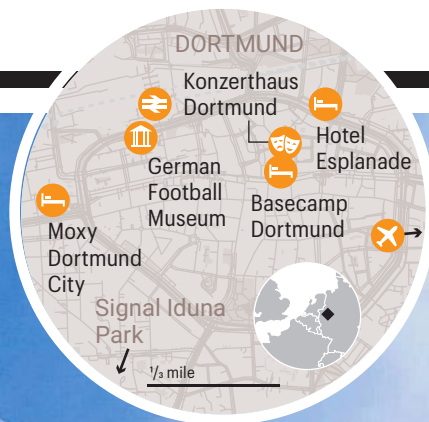 DORTMUND
Konzerthaus
Dortmund
Hotel
Esplanade
German
Football
Museum
Basecamp
Dortmund
Moxy
Dortmund
City
Signal Iduna
Park
1/3 mile